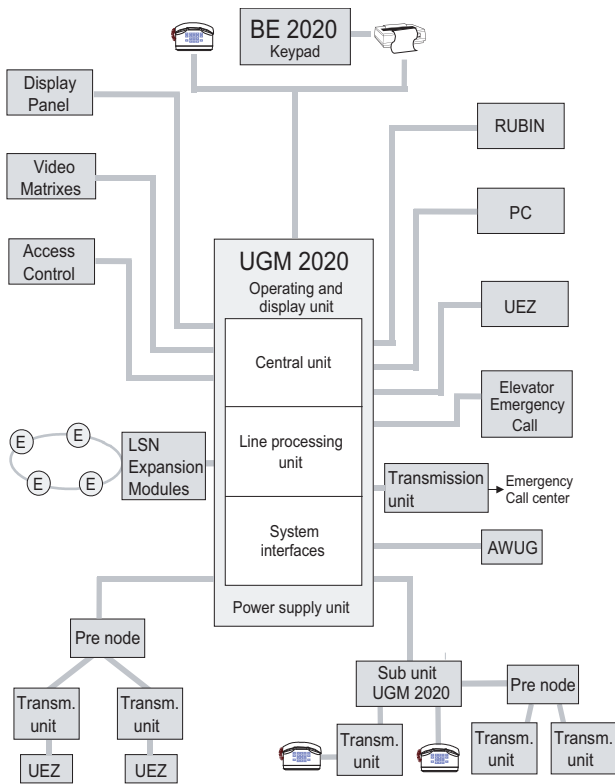 BE 2020
Keypad
Display
Panel
RUBIN
Video
Matrixes
PC
Access
Control
UGM 2020
Operating and
display unit
UEZ
Central unit
Elevator
Emergency
Call
E
E
E
E
LSN
Expansion
Modules
Line processing
unit
Transmission
unit
Emergency
Call center
System
interfaces
AWUG
Power supply unit
Pre node
Sub unit
UGM 2020
Pre node
Transm.
unit
Transm.
unit
Transm.
unit
Transm.
unit
Transm.
unit
UEZ
UEZ